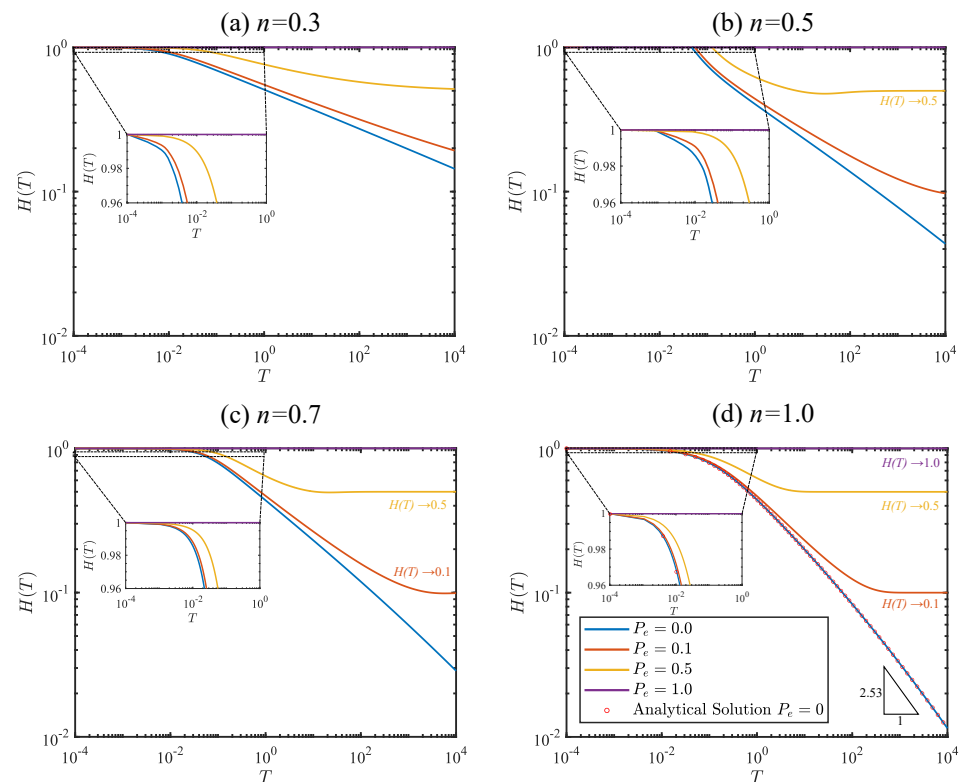 (a) n=0.3
10^0
10^-1
10^-2
H(T)
10^-4
10^-2
10^0
10^2
10^4
T
1
0.98
0.96
H(T)
10^-4
10^-2
10^0
T
(b) n=0.5
10^0
10^-1
10^-2
H(T)
10^-4
10^-2
10^0
10^2
10^4
T
H(T)→0.5
1
0.98
0.96
H(T)
10^-4
10^-2
10^0
T
(c) n=0.7
10^0
10^-1
10^-2
H(T)
10^-4
10^-2
10^0
10^2
10^4
T
H(T)→0.5
H(T)→0.1
1
0.98
0.96
H(T)
10^-4
10^-2
10^0
T
(d) n=1.0
10^0
10^-1
10^-2
H(T)
10^-4
10^-2
10^0
10^2
10^4
T
H(T)→1.0
H(T)→0.5
H(T)→0.1
1
0.98
0.96
H(T)
10^-4
10^-2
10^0
T
P_e = 0.0
P_e = 0.1
P_e = 0.5
P_e = 1.0
Analytical Solution P_e = 0
2.53
1